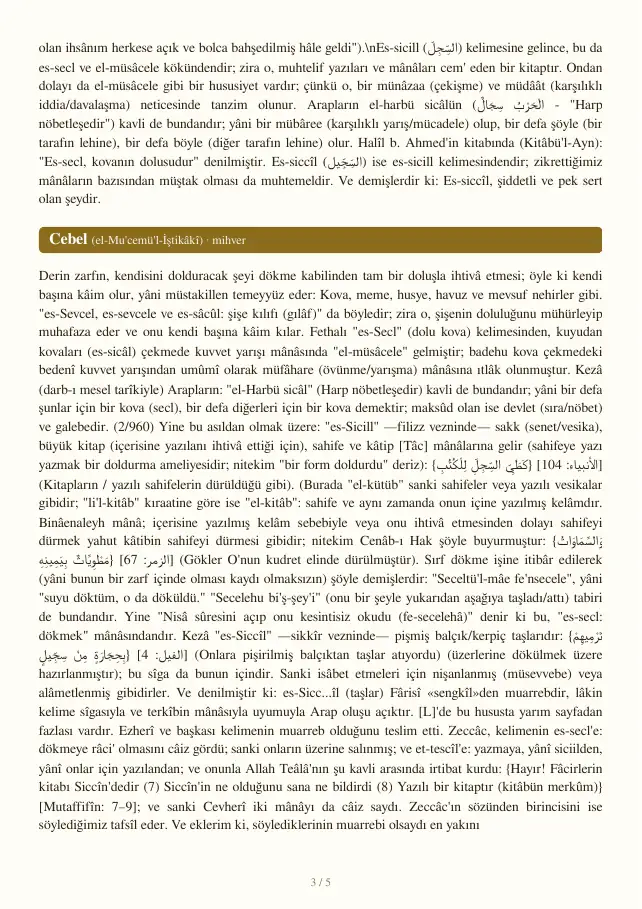 olan ihsânım herkese açık ve bolca bahşedilmiş hâle geldi").\nEs-sicill (السِّجِلّ) kelimesine gelince, bu da
es-secl ve el-müsâcele kökündendir; zira o, muhtelif yazıları ve mânâları cem' eden bir kitaptır. Ondan
dolayı da el-müsâcele gibi bir hususiyet vardır; çünkü o, bir münâzaa (çekişme) ve müdâât (karşılıklı
iddia/davalaşma) neticesinde tanzim olunur. Arapların el-harbü sicâlün (الْحَرْبُ سِجَالٌ - "Harp
nöbetleşedir") kavli de bundandır; yâni bir mübâree (karşılıklı yarış/mücadele) olup, bir defa şöyle (bir
tarafın lehine), bir defa böyle (diğer tarafın lehine) olur. Halîl b. Ahmed'in kitabında (Kitâbü'l-Ayn):
"Es-secl, kovanın dolusudur" denilmiştir. Es-siccîl (السِّجِّيل) ise es-sicill kelimesindendir; zikrettiğimiz
mânaların bazısından müştak olması da muhtemeldir. Ve demişlerdir ki: Es-siccîl, şiddetli ve pek sert
olan şeydir.
Cebel (el-Mu'cemü'l-İştikâkî) · mihver
Derin zarfın, kendisini dolduracak şeyi dökme kabilinden tam bir doluşla ihtivâ etmesi; öyle ki kendi
başına kâim olur, yâni müstakillen temeyyüz eder: Kova, meme, husye, havuz ve mevsuf nehirler gibi.
"es-Sevcel, es-sevcele ve es-sâcûl: şişe kılıfı (gılâf)" da böyledir; zira o, şişenin doluluğunu mühürleyip
muhafaza eder ve onu kendi başına kâim kılar. Fethalı "es-Secl" (dolu kova) kelimesinden, kuyudan
kovaları (es-sicâl) çekmede kuvvet yarışı mânâsında "el-müsâcele" gelmiştir; badehu kova çekmedeki
bedenî kuvvet yarışından umûmî olarak müfâhare (övünme/yarışma) mânâsına ıtlâk olunmuştur. Kezâ
(darb-ı mesel tarîkiyle) Arapların: "el-Harbü sicâl" (Harp nöbetleşedir) kavli de bundandır; yâni bir defa
şunlar için bir kova (secl), bir defa diğerleri için bir kova demektir; maksûd olan ise devlet (sıra/nöbet)
ve galebedir. (2/960) Yine bu asıldan olmak üzere: "es-Sicill" —filizz vezninde— sakk (senet/vesika),
büyük kitap (içerisine yazılanı ihtivâ ettiği için), sahife ve kâtip [Tâc] mânâlarına gelir (sahifeye yazı
yazmak bir doldurma ameliyesidir; nitekim "bir form doldurdu" deriz): {كَطَيِّ السِّجِلِّ لِلْكُتُبِ} [الأنبياء: 104]
(Kitapların / yazılı sahifelerin dürüldüğü gibi). (Burada "el-kütüb" sanki sahifeler veya yazılı vesikalar
gibidir; "li'l-kitâb" kıraatine göre ise "el-kitâb": sahife ve aynı zamanda onun içine yazılmış kelâmdır.
Binâenaleyh mânâ; içerisine yazılmış kelâm sebebiyle veya onu ihtivâ etmesinden dolayı sahifeyi
dürmek yahut kâtibin sahifeyi dürmesi gibidir; nitekim Cenâb-ı Hak şöyle buyurmuştur: {وَالسَّمَاوَاتُ
مَطْوِيَّاتٌ بِيَمِينِهِ} [الزمر: 67] (Gökler O'nun kudret elinde dürülmüştür). Sırf dökme işine itibâr edilerek
(yâni bunun bir zarf içinde olması kaydı olmaksızın) şöyle demişlerdir: "Seceltü'l-mâe fe'nsecele", yâni
"suyu döktüm, o da döküldü." "Secelehu bi'ş-şey'i" (onu bir şeyle yukarıdan aşağıya taşladı/attı) tabiri
de bundandır. Yine "Nisâ sûresini açıp onu kesintisiz okudu (fe-secelehâ)" denir ki bu, "es-secl:
dökmek" mânâsındandır. Kezâ "es-Siccîl" —sikkîr vezninde— pişmiş balçık/kerpiç taşlarıdır: {تَرْمِيهِمْ
بِحِجَارَةٍ مِنْ سِجِّيلٍ} [الفيل: 4] (Onlara pişirilmiş balçıktan taşlar atıyordu) (üzerlerine dökülmek üzere
hazırlanmıştır); bu sîga da bunun içindir. Sanki isâbet etmeleri için nişanlanmış (müsevvebe) veya
alâmetlenmiş gibidirler. Ve denilmiştir ki: es-Sicc...îl (taşlar) Fârisî «sengkîl»den muarrebdir, lâkin
kelime sîgasıyla ve terkîbin mânâsıyla uyumuyla Arap oluşu açıktır. [L]'de bu hususta yarım sayfadan
fazlası vardır. Ezherî ve başkası kelimenin muarreb olduğunu teslim etti. Zeccâc, kelimenin es-secl'e:
dökmeye râci' olmasını câiz gördü; sanki onların üzerine salınmış; ve et-tescîl'e: yazmaya, yânî siciilden,
yânî onlar için yazılandan; ve onunla Allah Teâlâ'nın şu kavli arasında irtibat kurdu: {Hayır! Fâcirlerin
kitabı Siccîn'dedir (7) Siccîn'in ne olduğunu sana ne bildirdi (8) Yazılı bir kitaptır (kitâbün merkûm)}
[Mutaffifîn: 7–9]; ve sanki Cevherî iki mânâyı da câiz saydı. Zeccâc'ın sözünden birincisini ise
söylediğimiz tafsîl eder. Ve eklerim ki, söylediklerinin muarrebi olsaydı en yakını
3 / 5